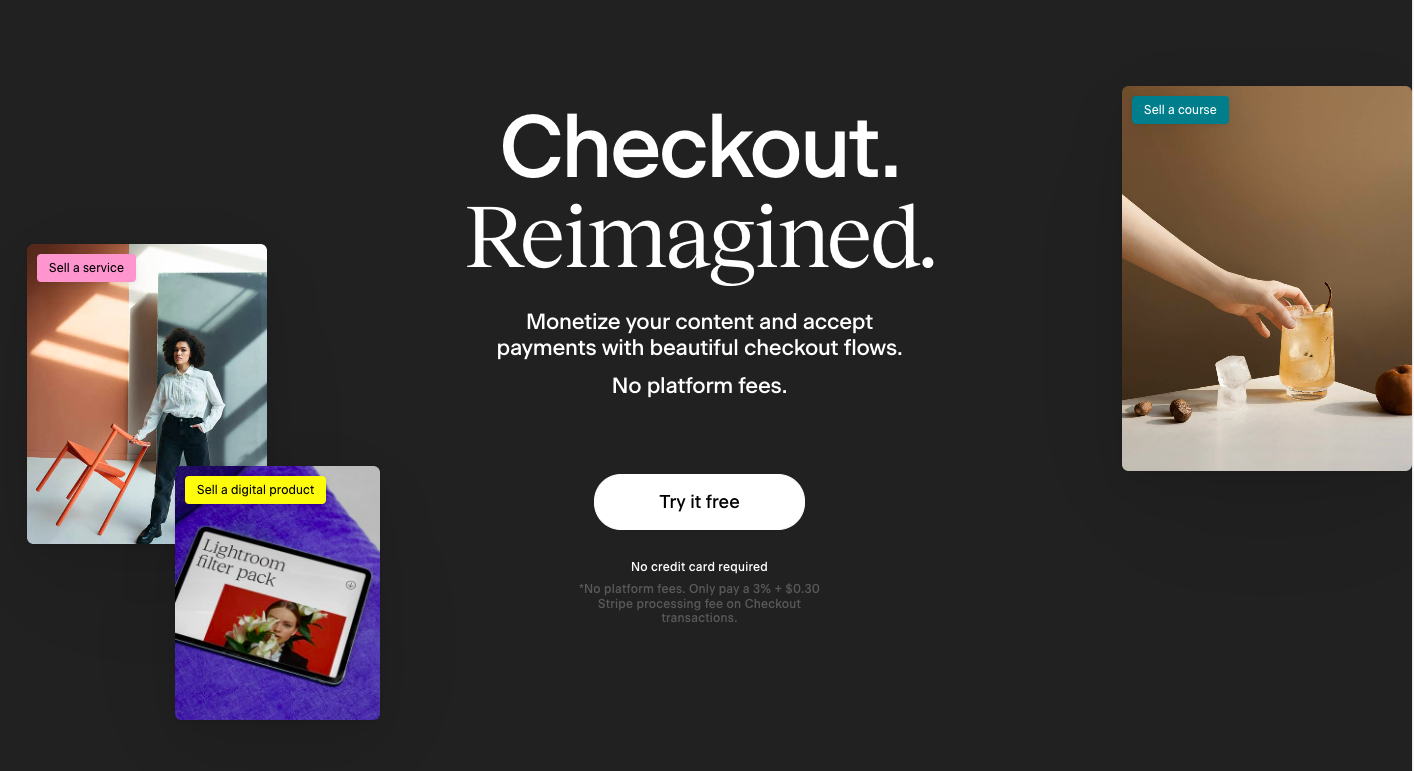 Checkout.
Reimagined.
Monetize your content and accept
payments with beautiful checkout flows.
No platform fees.
Try it free
No credit card required
*No platform fees. Only pay a 3% + $0.30
Stripe processing fee on Checkout
transactions.
Sell a service
Sell a digital product
Lightroom
filter pack
Sell a course